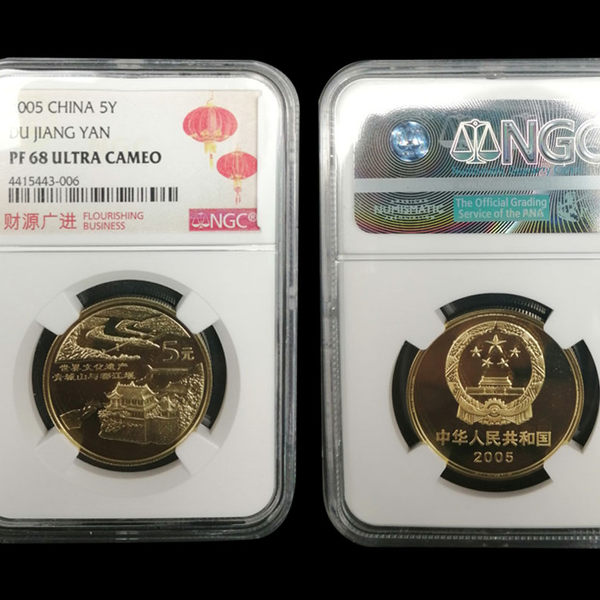 2005 CHINA 5Y
DU JIANG YAN
PF 68 ULTRA CAMEO
4415443-006
财源广进 FLOURISHING
BUSINESS
NGC®
5元
世界文化遗产
青城山与都江堰
NGC
NUMISMATIC
The Official Grading
Service of the ANA
中华人民共和国
2005